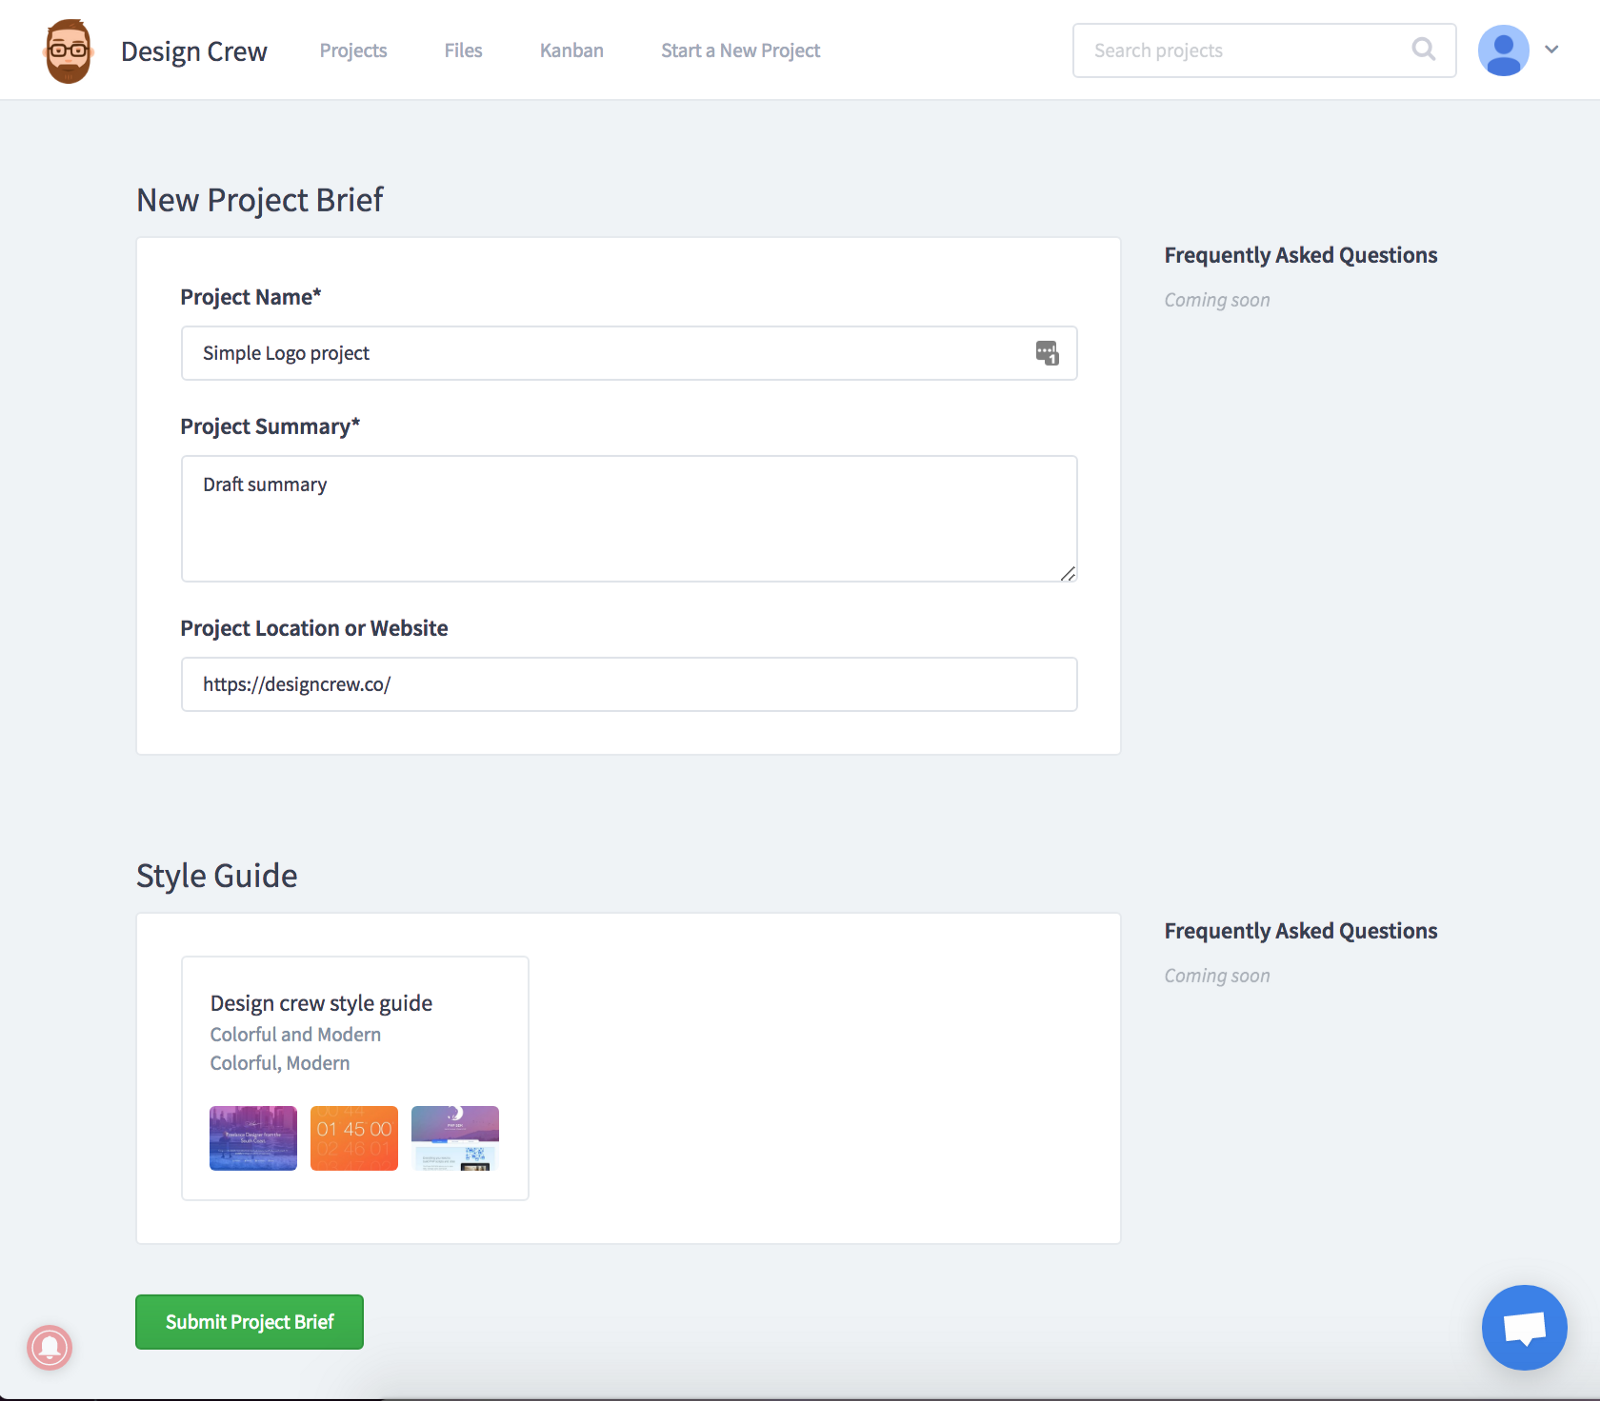 Design Crew
Projects
Files
Kanban
Start a New Project
Search projects
New Project Brief
Project Name*
Simple Logo project
1
Project Summary*
Draft summary
Project Location or Website
https://designcrew.co/
Frequently Asked Questions
Coming soon
Style Guide
Design crew style guide
Colorful and Modern
Colorful, Modern
00 44
01 45 00
02 46 01
Frequently Asked Questions
Coming soon
Submit Project Brief